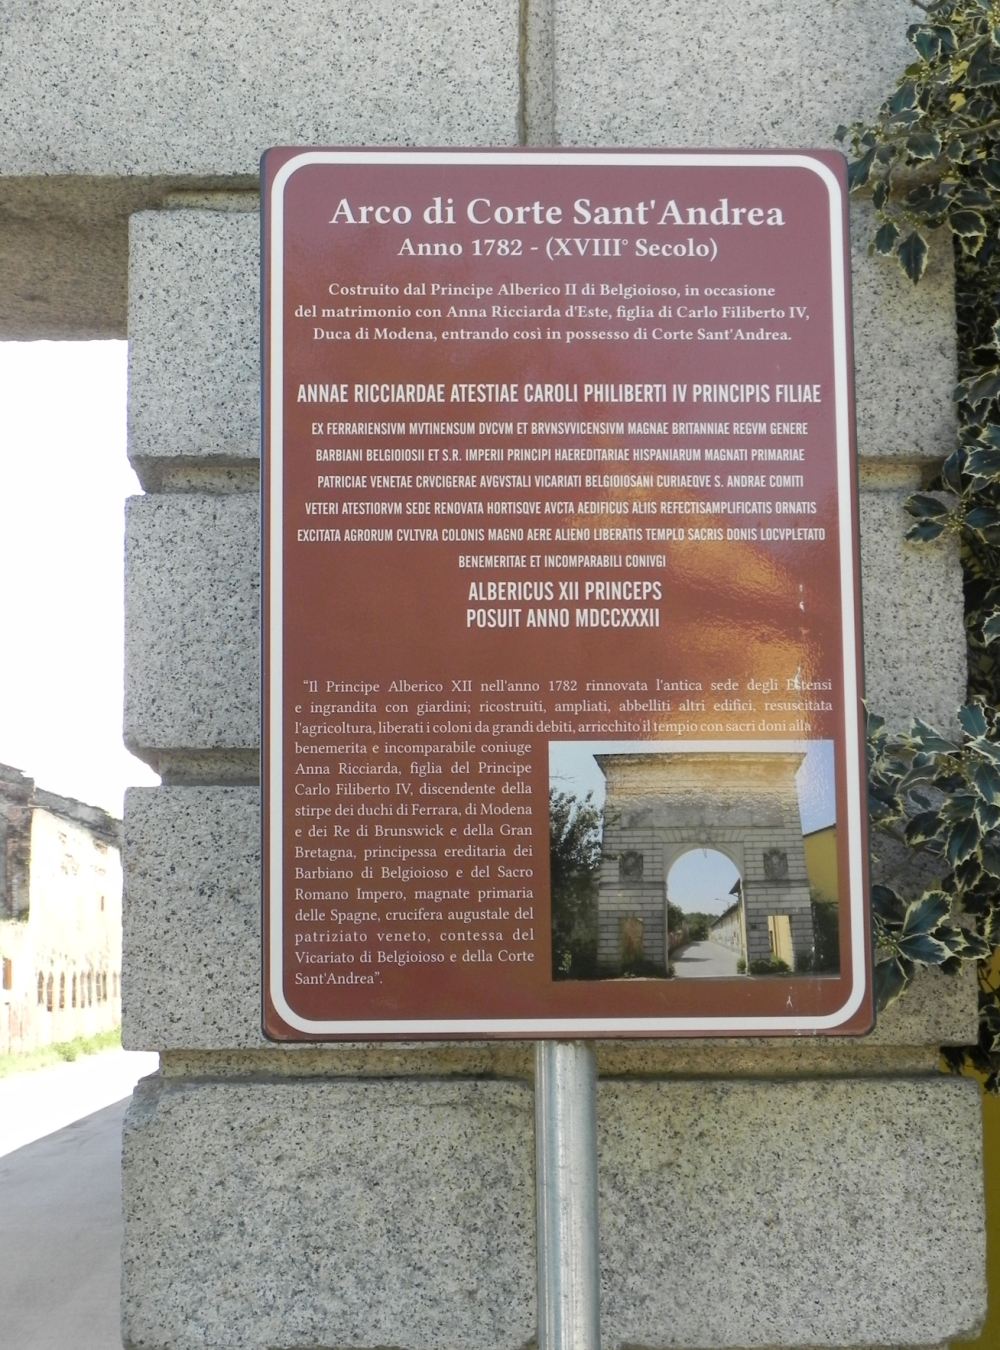 Arco di Corte Sant'Andrea
Anno 1782 - (XVIII° Secolo)
Costruito dal Principe Alberico II di Belgioioso, in occasione
del matrimonio con Anna Ricciarda d'Este, figlia di Carlo Filiberto IV,
Duca di Modena, entrando così in possesso di Corte Sant'Andrea.
ANNAE RICCIARDAE ATESTIAE CAROLI PHILIBERTI IV PRINCIPIS FILIAE
EX FERRARIENSIVM MVTINENSUM DVCVM ET BRVNSVVICENSIVM MAGNAE BRITANNIAE REGVM GENERE
BARBIANI BELGIOIOSII ET S.R. IMPERII PRINCIPI HAEREDITARIAE HISPANIARUM MAGNATI PRIMARIAE
PATRICIAE VENETAE CRVCIGERAE AVGVSTALI VICARIATI BELGIOIOSANI CURIAEQVE S. ANDRAE COMITI
VETERI ATESTIORVM SEDE RENOVATA HORTISQVE AVCTA AEDIFICUS ALIIS REFECTISAMPLIFICATIS ORNATIS
EXCITATA AGRORUM CVLTVRA COLONIS MAGNO AERE ALIENO LIBERATIS TEMPLO SACRIS DONIS LOCVPLETATO
BENEMERITAE ET INCOMPARABILI CONIVGI
ALBERICUS XII PRINCEPS
POSUIT ANNO MDCCXXXII
“Il Principe Alberico XII nell'anno 1782 rinnovata l'antica sede degli Estensi
e ingrandita con giardini; ricostruiti, ampliati, abbelliti altri edifici, resuscitata
l'agricoltura, liberati i coloni da grandi debiti, arricchito il tempio con sacri doni alla
benemerita e incomparabile coniuge
Anna Ricciarda, figlia del Principe
Carlo Filiberto IV, discendente della
stirpe dei duchi di Ferrara, di Modena
e dei Re di Brunswick e della Gran
Bretagna, principessa ereditaria dei
Barbiano di Belgioioso e del Sacro
Romano Impero, magnate primaria
delle Spagne, crucifera augustale del
patriziato veneto, contessa del
Vicariato di Belgioioso e della Corte
Sant'Andrea”.